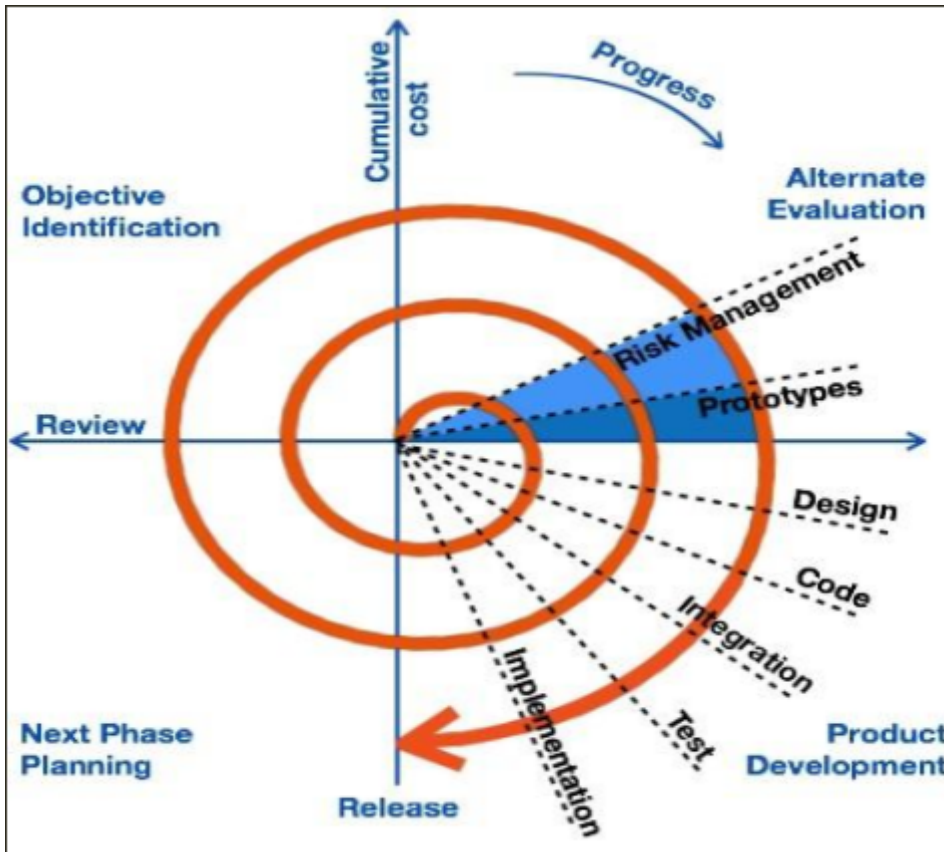 Cumulative
cost
Progress
Objective
Identification
Alternate
Evaluation
Risk Management
Prototypes
Review
Design
Code
Integration
Test
Implementation
Next Phase
Planning
Product
Development
Release